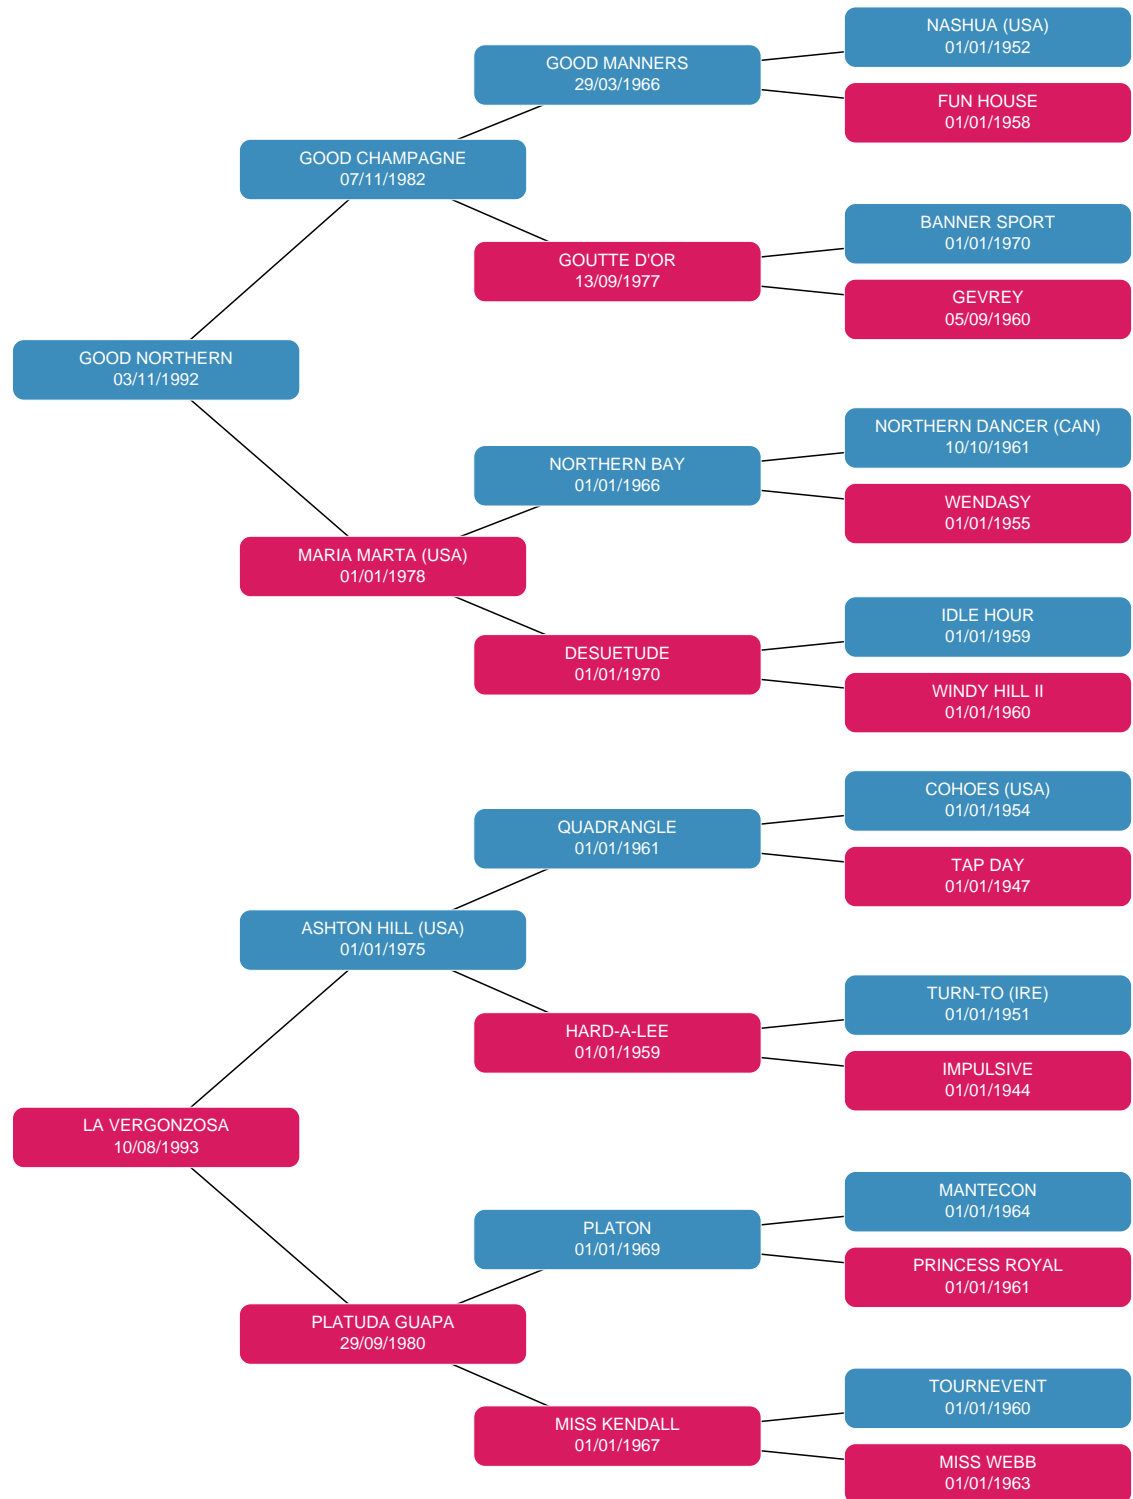 NASHUA (USA)
01/01/1952
GOOD MANNERS
29/03/1966
FUN HOUSE
01/01/1958
GOOD CHAMPAGNE
07/11/1982
BANNER SPORT
01/01/1970
GOUTTE D'OR
13/09/1977
GEVREY
05/09/1960
GOOD NORTHERN
03/11/1992
NORTHERN DANCER (CAN)
10/10/1961
NORTHERN BAY
01/01/1966
WENDASY
01/01/1955
MARIA MARTA (USA)
01/01/1978
IDLE HOUR
01/01/1959
DESUETUDE
01/01/1970
WINDY HILL II
01/01/1960
COHOES (USA)
01/01/1954
QUADRANGLE
01/01/1961
TAP DAY
01/01/1947
ASHTON HILL (USA)
01/01/1975
TURN-TO (IRE)
01/01/1951
HARD-A-LEE
01/01/1959
IMPULSIVE
01/01/1944
LA VERGONZOSA
10/08/1993
MANTECON
01/01/1964
PLATON
01/01/1969
PRINCESS ROYAL
01/01/1961
PLATUDA GUAPA
29/09/1980
TOURNEVENT
01/01/1960
MISS KENDALL
01/01/1967
MISS WEBB
01/01/1963